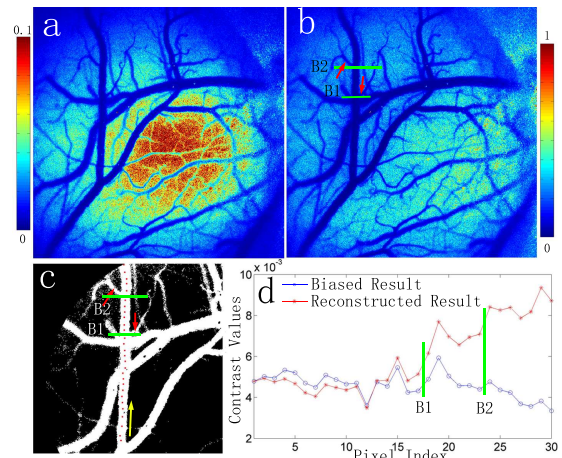 a
b
0.1
0
1
0
B2
B1
c
B2
B1
d
× 10⁻³
Biased Result
Reconstructed Result
Contrast Values
10
8
6
4
2
B1
B2
5
10
15
20
25
30
Pixel Index